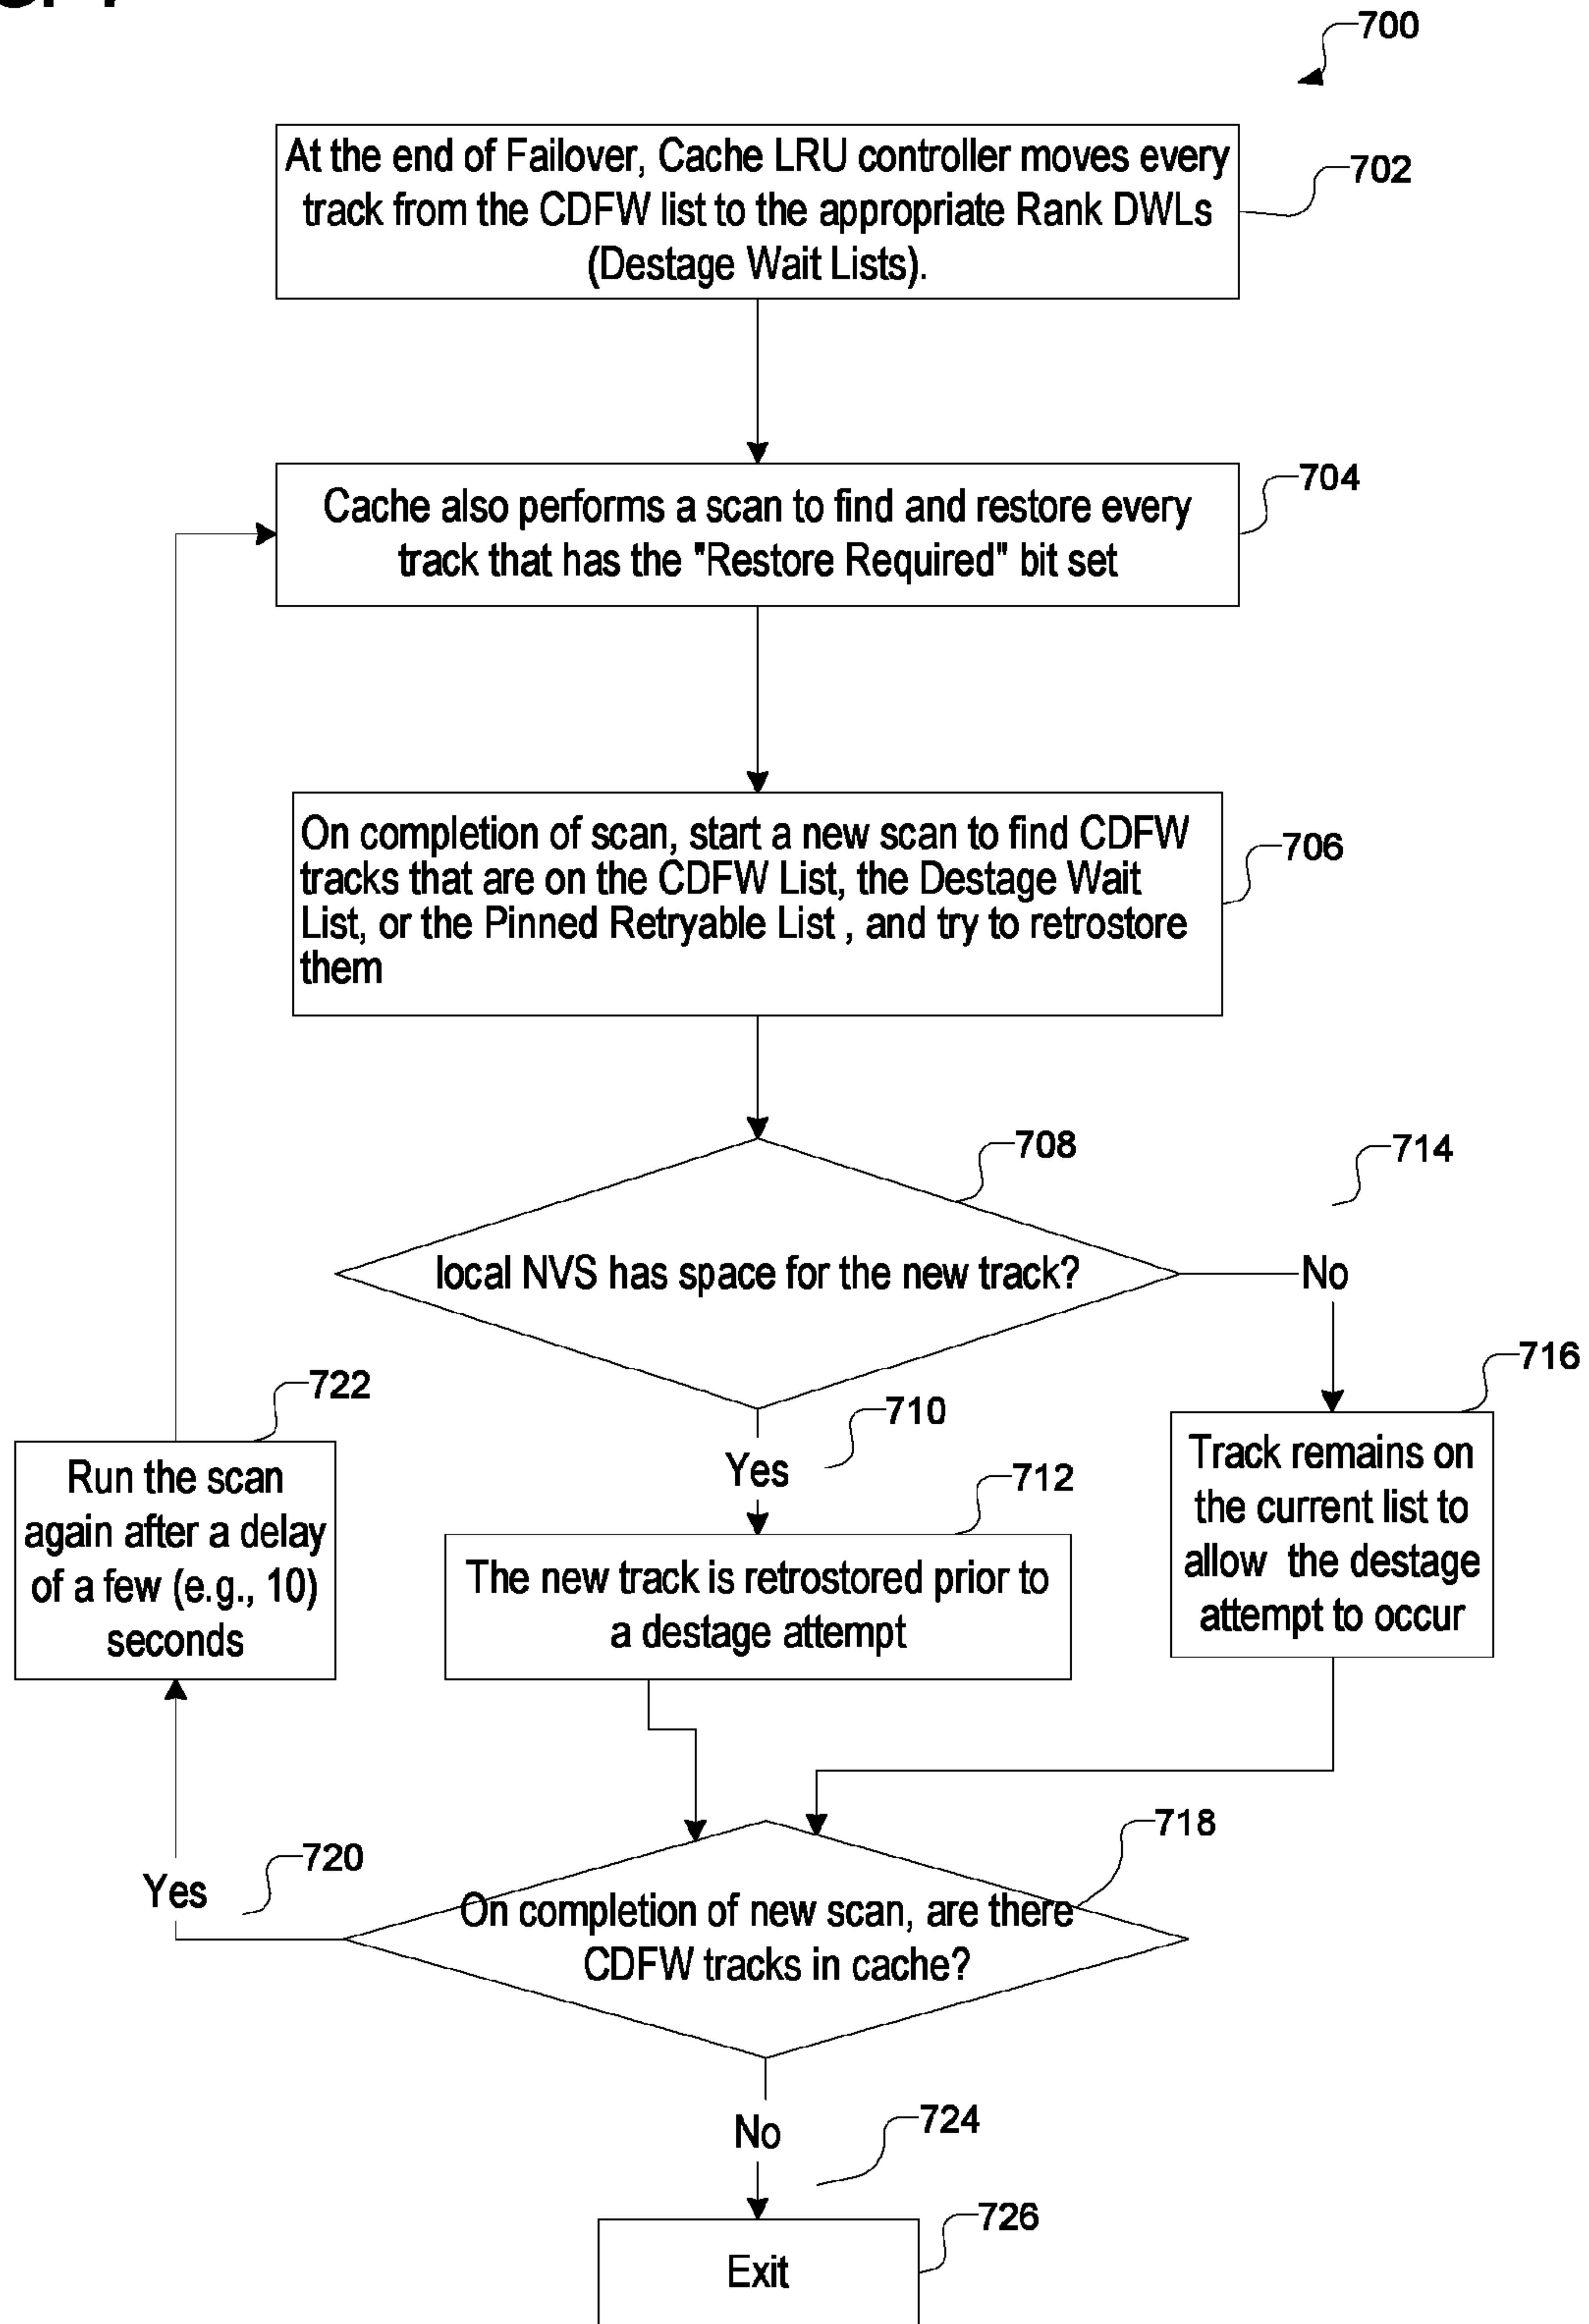 700
At the end of Failover, Cache LRU controller moves every
track from the CDFW list to the appropriate Rank DWLs
(Destage Wait Lists).
702
Cache also performs a scan to find and restore every
track that has the "Restore Required" bit set
704
On completion of scan, start a new scan to find CDFW
tracks that are on the CDFW List, the Destage Wait
List, or the Pinned Retryable List , and try to retrostore
them
706
708
local NVS has space for the new track?
714
No
710
Yes
716
Track remains on
the current list to
allow the destage
attempt to occur
712
The new track is retrostored prior to
a destage attempt
722
Run the scan
again after a delay
of a few (e.g., 10)
seconds
718
On completion of new scan, are there
CDFW tracks in cache?
720
Yes
No
724
726
Exit